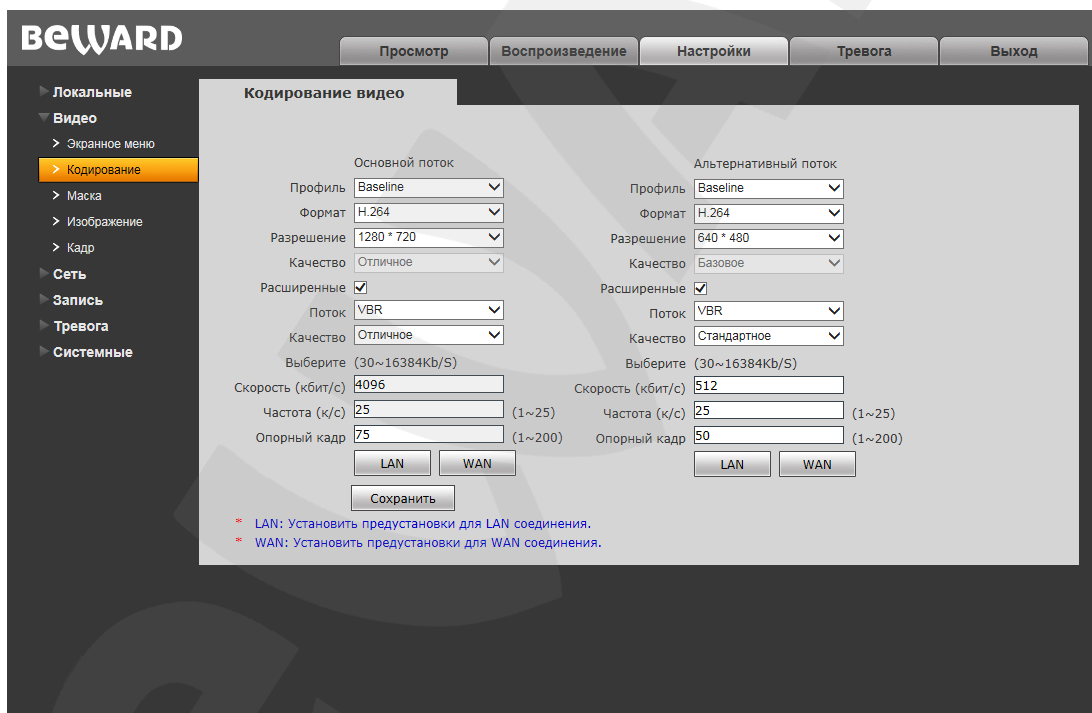 BEWARD
Просмотр Воспроизведение Настройки Тревога Выход
Локальные
Видео
Экранное меню
Кодирование
Маска
Изображение
Кадр
Сеть
Запись
Тревога
Системные
Кодирование видео
Основной поток
Профиль Baseline
Формат H.264
Разрешение 1280 * 720
Качество Отличное
Расширенные
Поток VBR
Качество Отличное
Выберите (30~16384Kb/S)
Скорость (кбит/с) 4096
Частота (к/с) 25 (1~25)
Опорный кадр 75 (1~200)
LAN WAN
Альтернативный поток
Профиль Baseline
Формат H.264
Разрешение 640 * 480
Качество Базовое
Расширенные
Поток VBR
Качество Стандартное
Выберите (30~16384Kb/S)
Скорость (кбит/с) 512
Частота (к/с) 25 (1~25)
Опорный кадр 50 (1~200)
LAN WAN
Сохранить
* LAN: Установить предустановки для LAN соединения.
* WAN: Установить предустановки для WAN соединения.